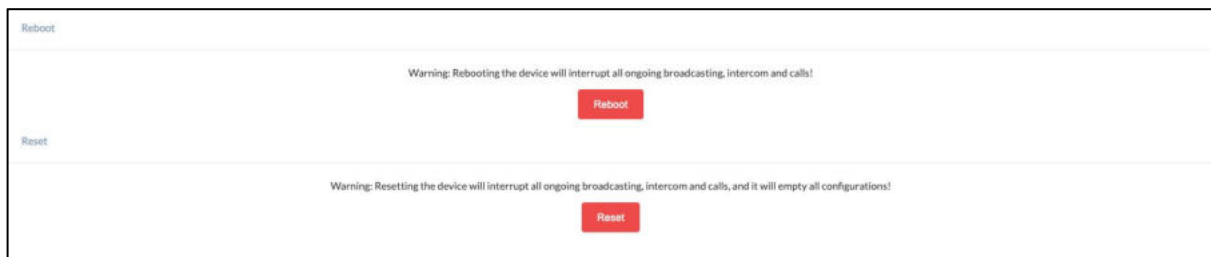 Reboot
Warning: Rebooting the device will interrupt all ongoing broadcasting, intercom and calls!
Reboot
Reset
Warning: Resetting the device will interrupt all ongoing broadcasting, intercom and calls, and it will empty all configurations!
Reset